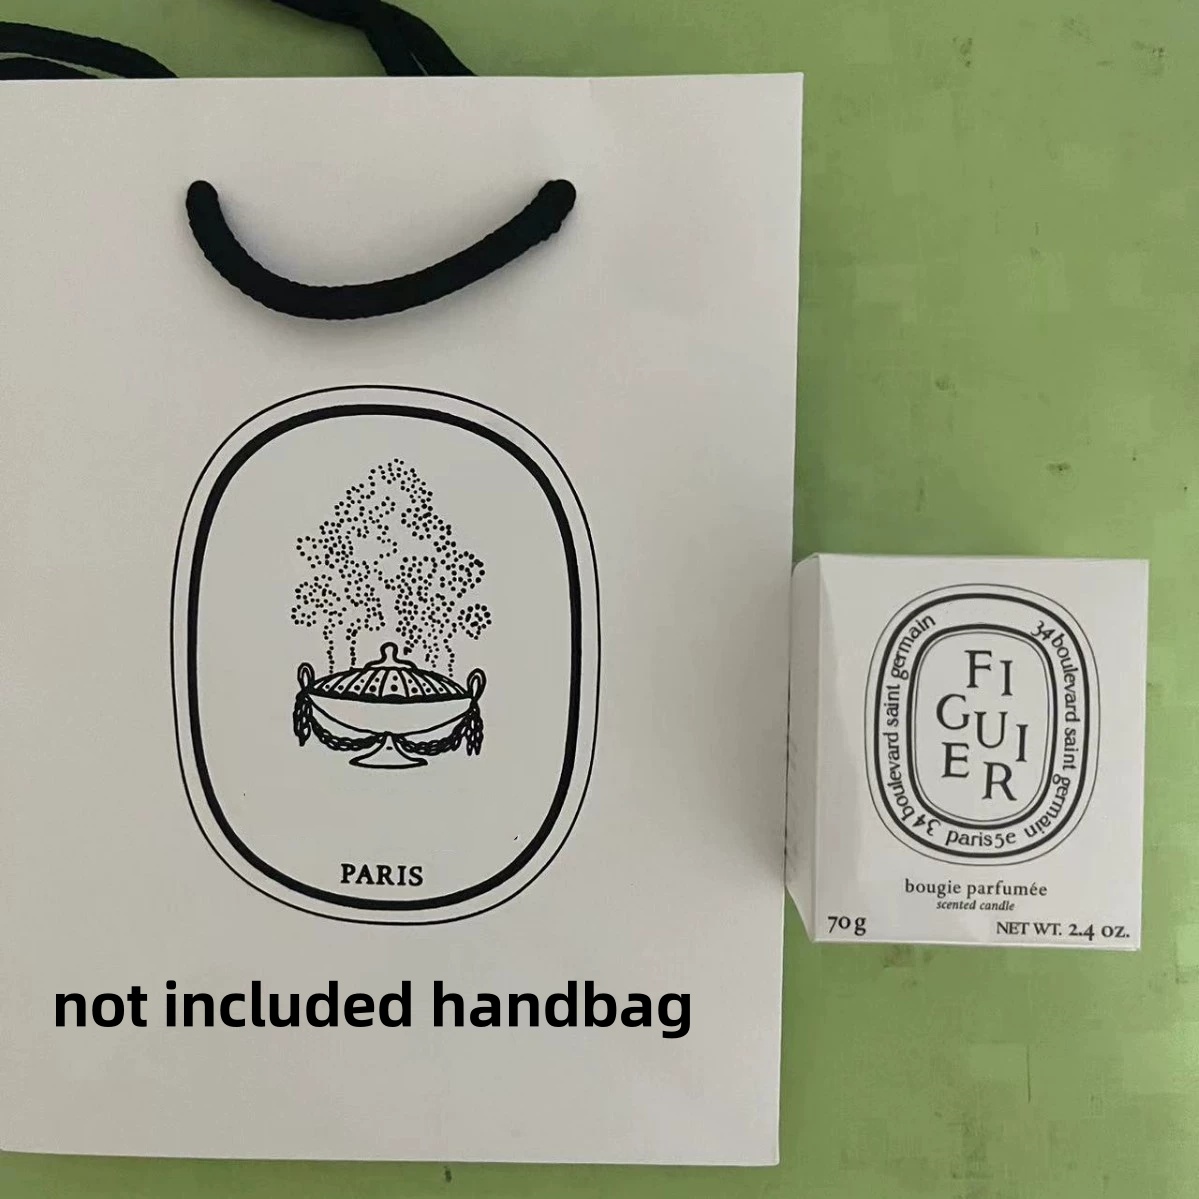 PARIS
not included handbag
34 boulevard saint germain
34 boulevard saint germain
paris 5e
FI
GUI
ER
bougie parfumée
scented candle
70 g
NET WT. 2.4 OZ.